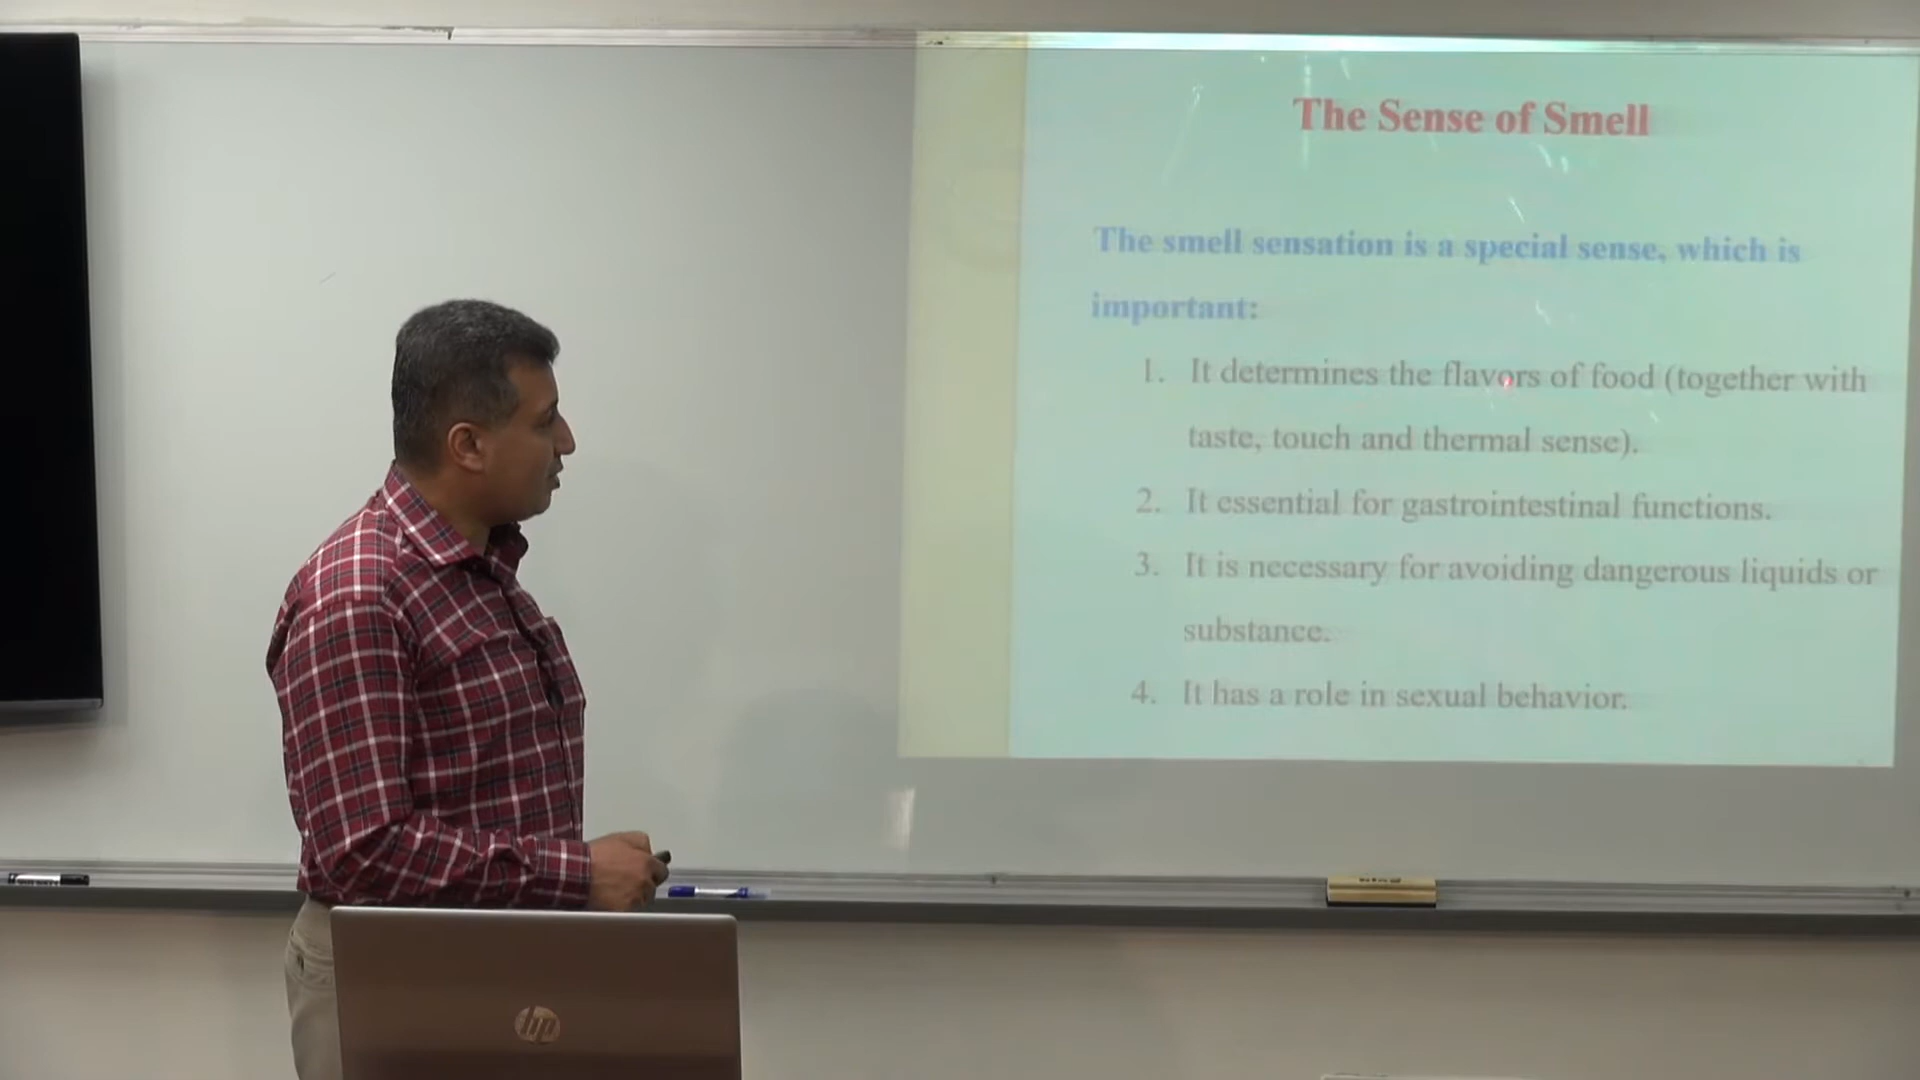 The Sense of Smell
The smell sensation is a special sense, which is
important:
1. It determines the flavors of food (together with
taste, touch and thermal sense).
2. It essential for gastrointestinal functions.
3. It is necessary for avoiding dangerous liquids or
substance.
4. It has a role in sexual behavior.
hp